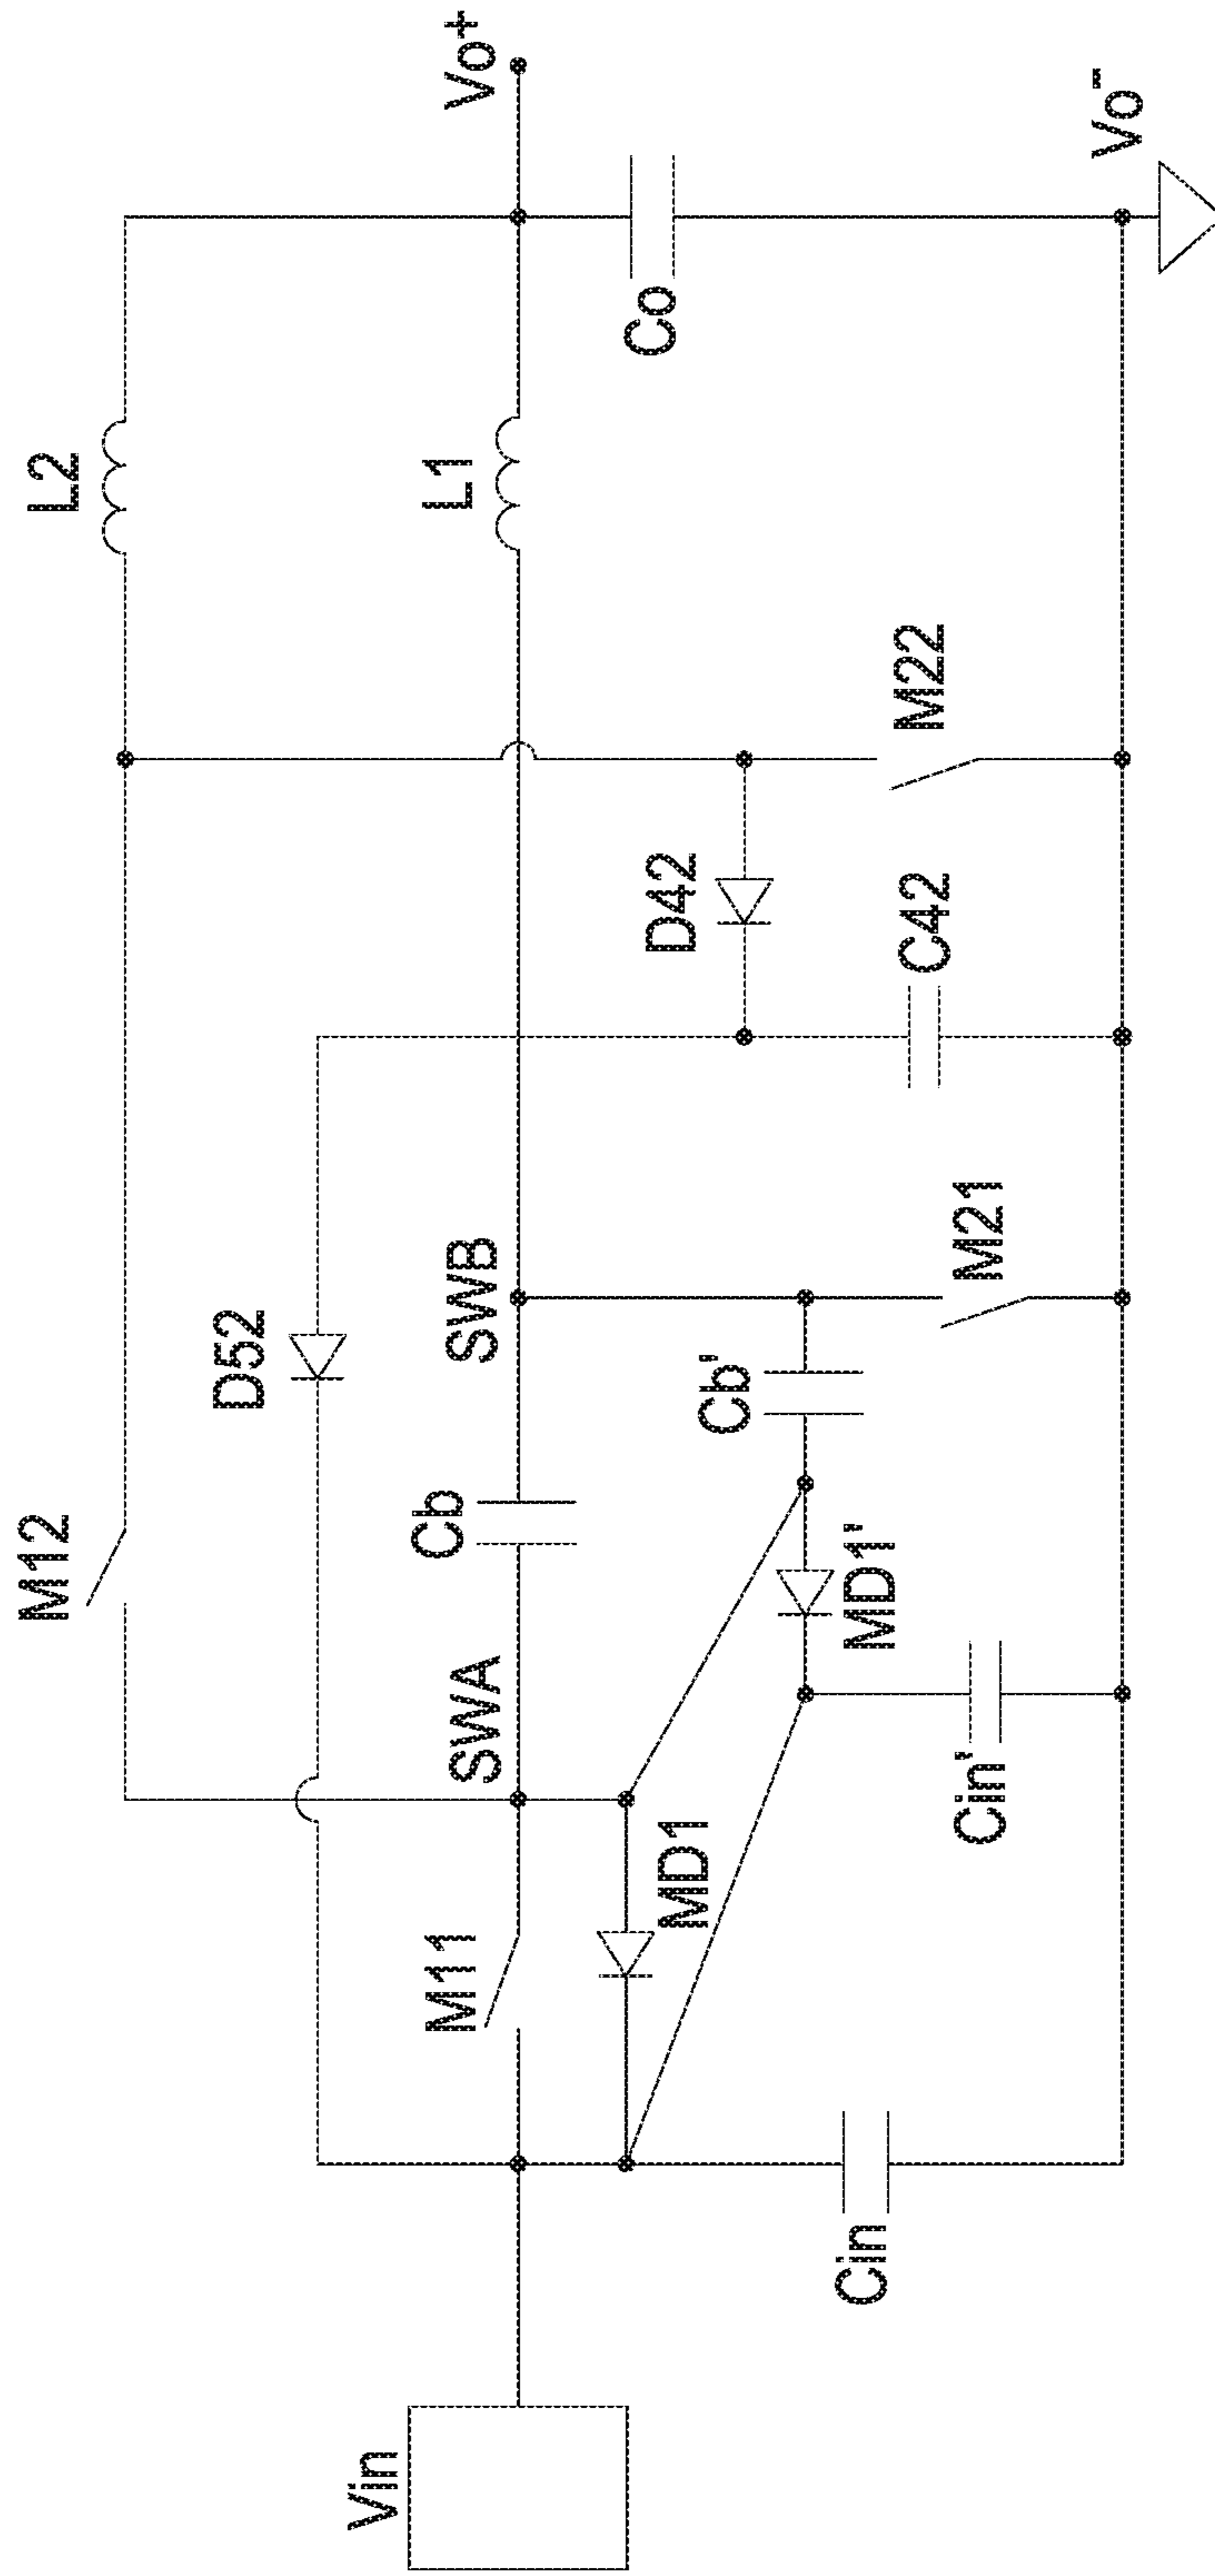 Vin
Cin
M11
MD1
SWA
Cin'
MD1'
M12
Cb
Cb'
D52
SWB
M21
D42
C42
M22
L2
L1
Co
Vo+
Vo-